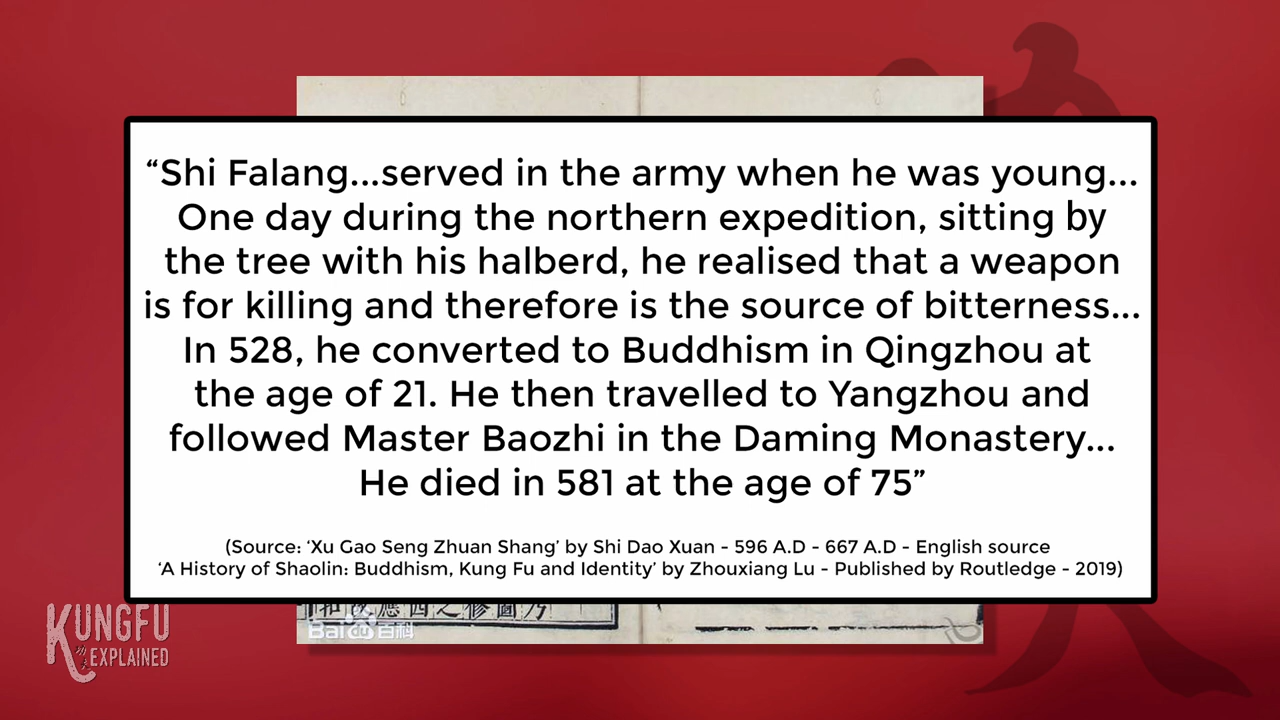 “Shi Falang...served in the army when he was young...
One day during the northern expedition, sitting by
the tree with his halberd, he realised that a weapon
is for killing and therefore is the source of bitterness...
In 528, he converted to Buddhism in Qingzhou at
the age of 21. He then travelled to Yangzhou and
followed Master Baozhi in the Daming Monastery...
He died in 581 at the age of 75”
(Source: ‘Xu Gao Seng Zhuan Shang’ by Shi Dao Xuan - 596 A.D - 667 A.D - English source
‘A History of Shaolin: Buddhism, Kung Fu and Identity’ by Zhouxiang Lu - Published by Routledge - 2019)
Bai百科
KUNGFU
EXPLAINED